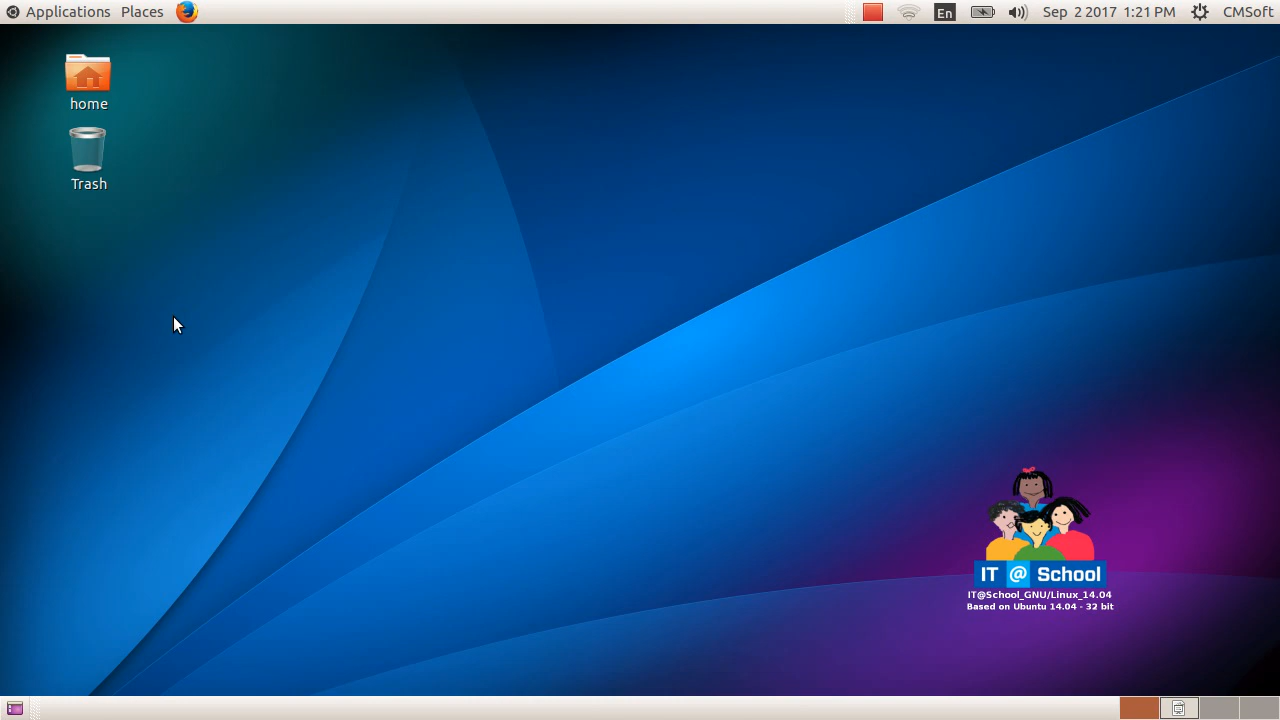 Applications Places En Sep 2 2017 1:21 PM CMSoft
home
Trash
IT @ School
IT@School_GNU/Linux_14.04
Based on Ubuntu 14.04 - 32 bit